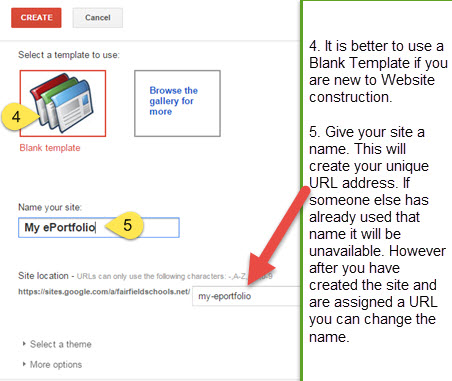 CREATE Cancel
Select a template to use:
4
Browse the
gallery for
more
Blank template
Name your site:
My ePortfolio
5
Site location - URLs can only use the following characters: -,A-Z,
https://sites.google.com/a/fairfieldschools.net/ my-eportfolio
Select a theme
More options
4. It is better to use a
Blank Template if you
are new to Website
construction.
5. Give your site a
name. This will
create your unique
URL address. If
someone else has
already used that
name it will be
unavailable. However
after you have
created the site and
are assigned a URL
you can change the
name.